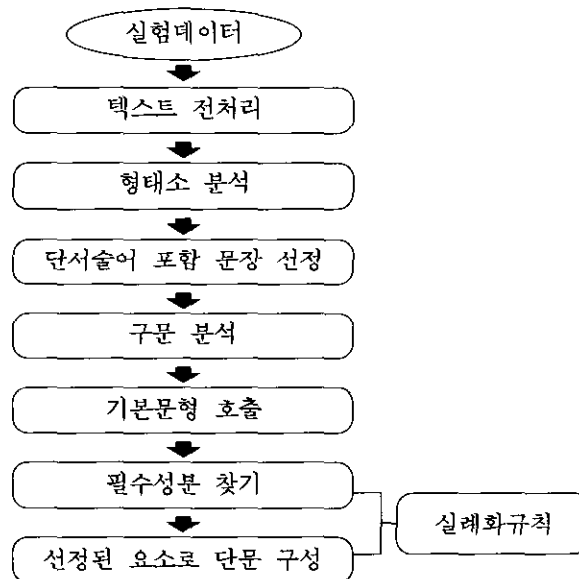 실험데이터
텍스트 전처리
형태소 분석
단서술어 포함 문장 선정
구문 분석
기본문형 호출
필수성분 찾기
실례화규칙
선정된 요소로 단문 구성